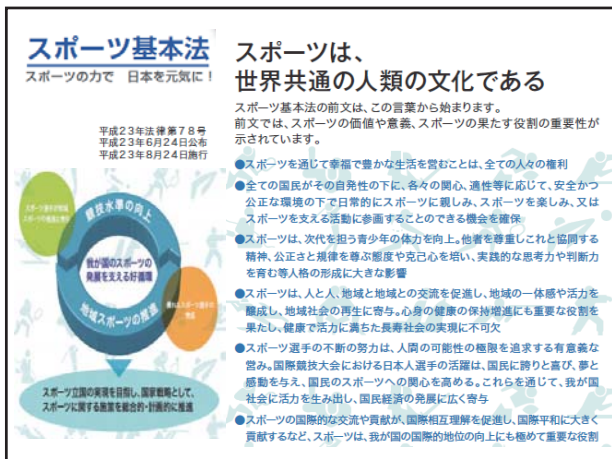 スポーツ基本法
スポーツの力で 日本を元気に！
平成23年法律第78号
平成23年6月24日公布
平成23年8月24日施行
競技水準の向上
我が国のスポーツの
発展を支える好循環
地域スポーツの推進
スポーツ立国の実現を目指し、国家戦略として、
スポーツに関する施策を総合的・計画的に推進
スポーツは、
世界共通の人類の文化である
スポーツ基本法の前文は、この言葉から始まります。
前文では、スポーツの価値や意義、スポーツの果たす役割の重要性が
示されています。
●スポーツを通じて幸福で豊かな生活を営むことは、全ての人々の権利
●全ての国民がその自発性の下に、各々の関心、適性等に応じて、安全かつ
公正な環境の下で日常的にスポーツに親しみ、スポーツを楽しみ、又は
スポーツを支える活動に参画することのできる機会を確保
●スポーツは、次代を担う青少年の体力を向上。他者を尊重しこれと協同する
精神、公正さと規律を尊ぶ態度や克己心を培い、実践的な思考力や判断力
を育む等人格の形成に大きな影響
●スポーツは、人と人、地域と地域との交流を促進し、地域の一体感や活力を
醸成し、地域社会の再生に寄与。心身の健康の保持増進にも重要な役割を
果たし、健康で活力に満ちた長寿社会の実現に不可欠
●スポーツ選手の不断の努力は、人間の可能性の極限を追求する有意義な
営み。国際競技大会における日本人選手の活躍は、国民に誇りと喜び、夢と
感動を与え、国民のスポーツへの関心を高める。これらを通じて、我が国
社会に活力を生み出し、国民経済の発展に広く寄与
●スポーツの国際的な交流や貢献が、国際相互理解を促進し、国際平和に大きく
貢献するなど、スポーツは、我が国の国際的地位の向上にも極めて重要な役割